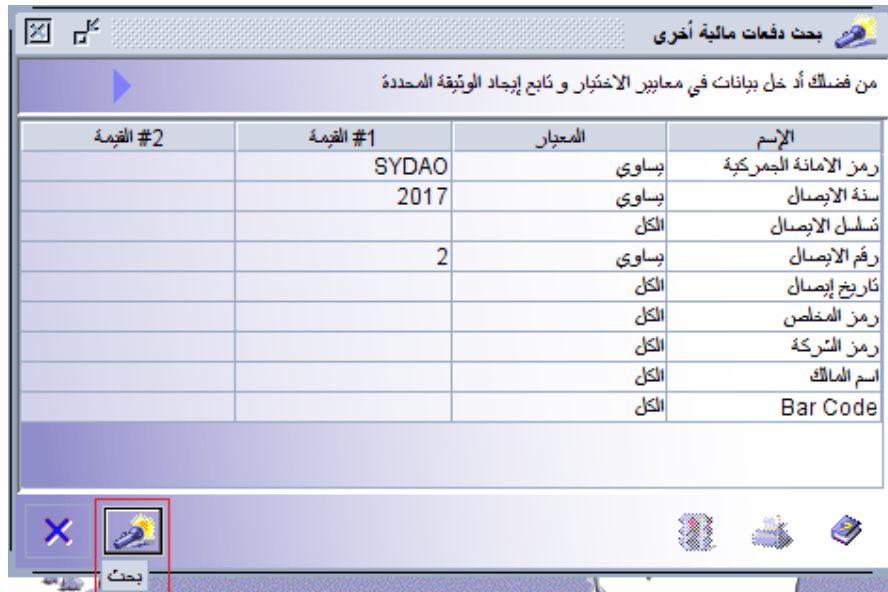 بحث دفعات مالية أخرى
من فضلك أد خل بيانات في معايير الاختيار و تابع إيجاد الوثيقة المحددة
الإسم المعيار القيمة #1 القيمة #2
رمز الامانة الجمركية يساوي SYDAO
سنة الايصال يساوي 2017
تسلسل الايصال الكل
رقم الايصال يساوي 2
تاريخ إيصال الكل
رمز المخلص الكل
رمز الشركة الكل
اسم المالك الكل
Bar Code الكل
بحث